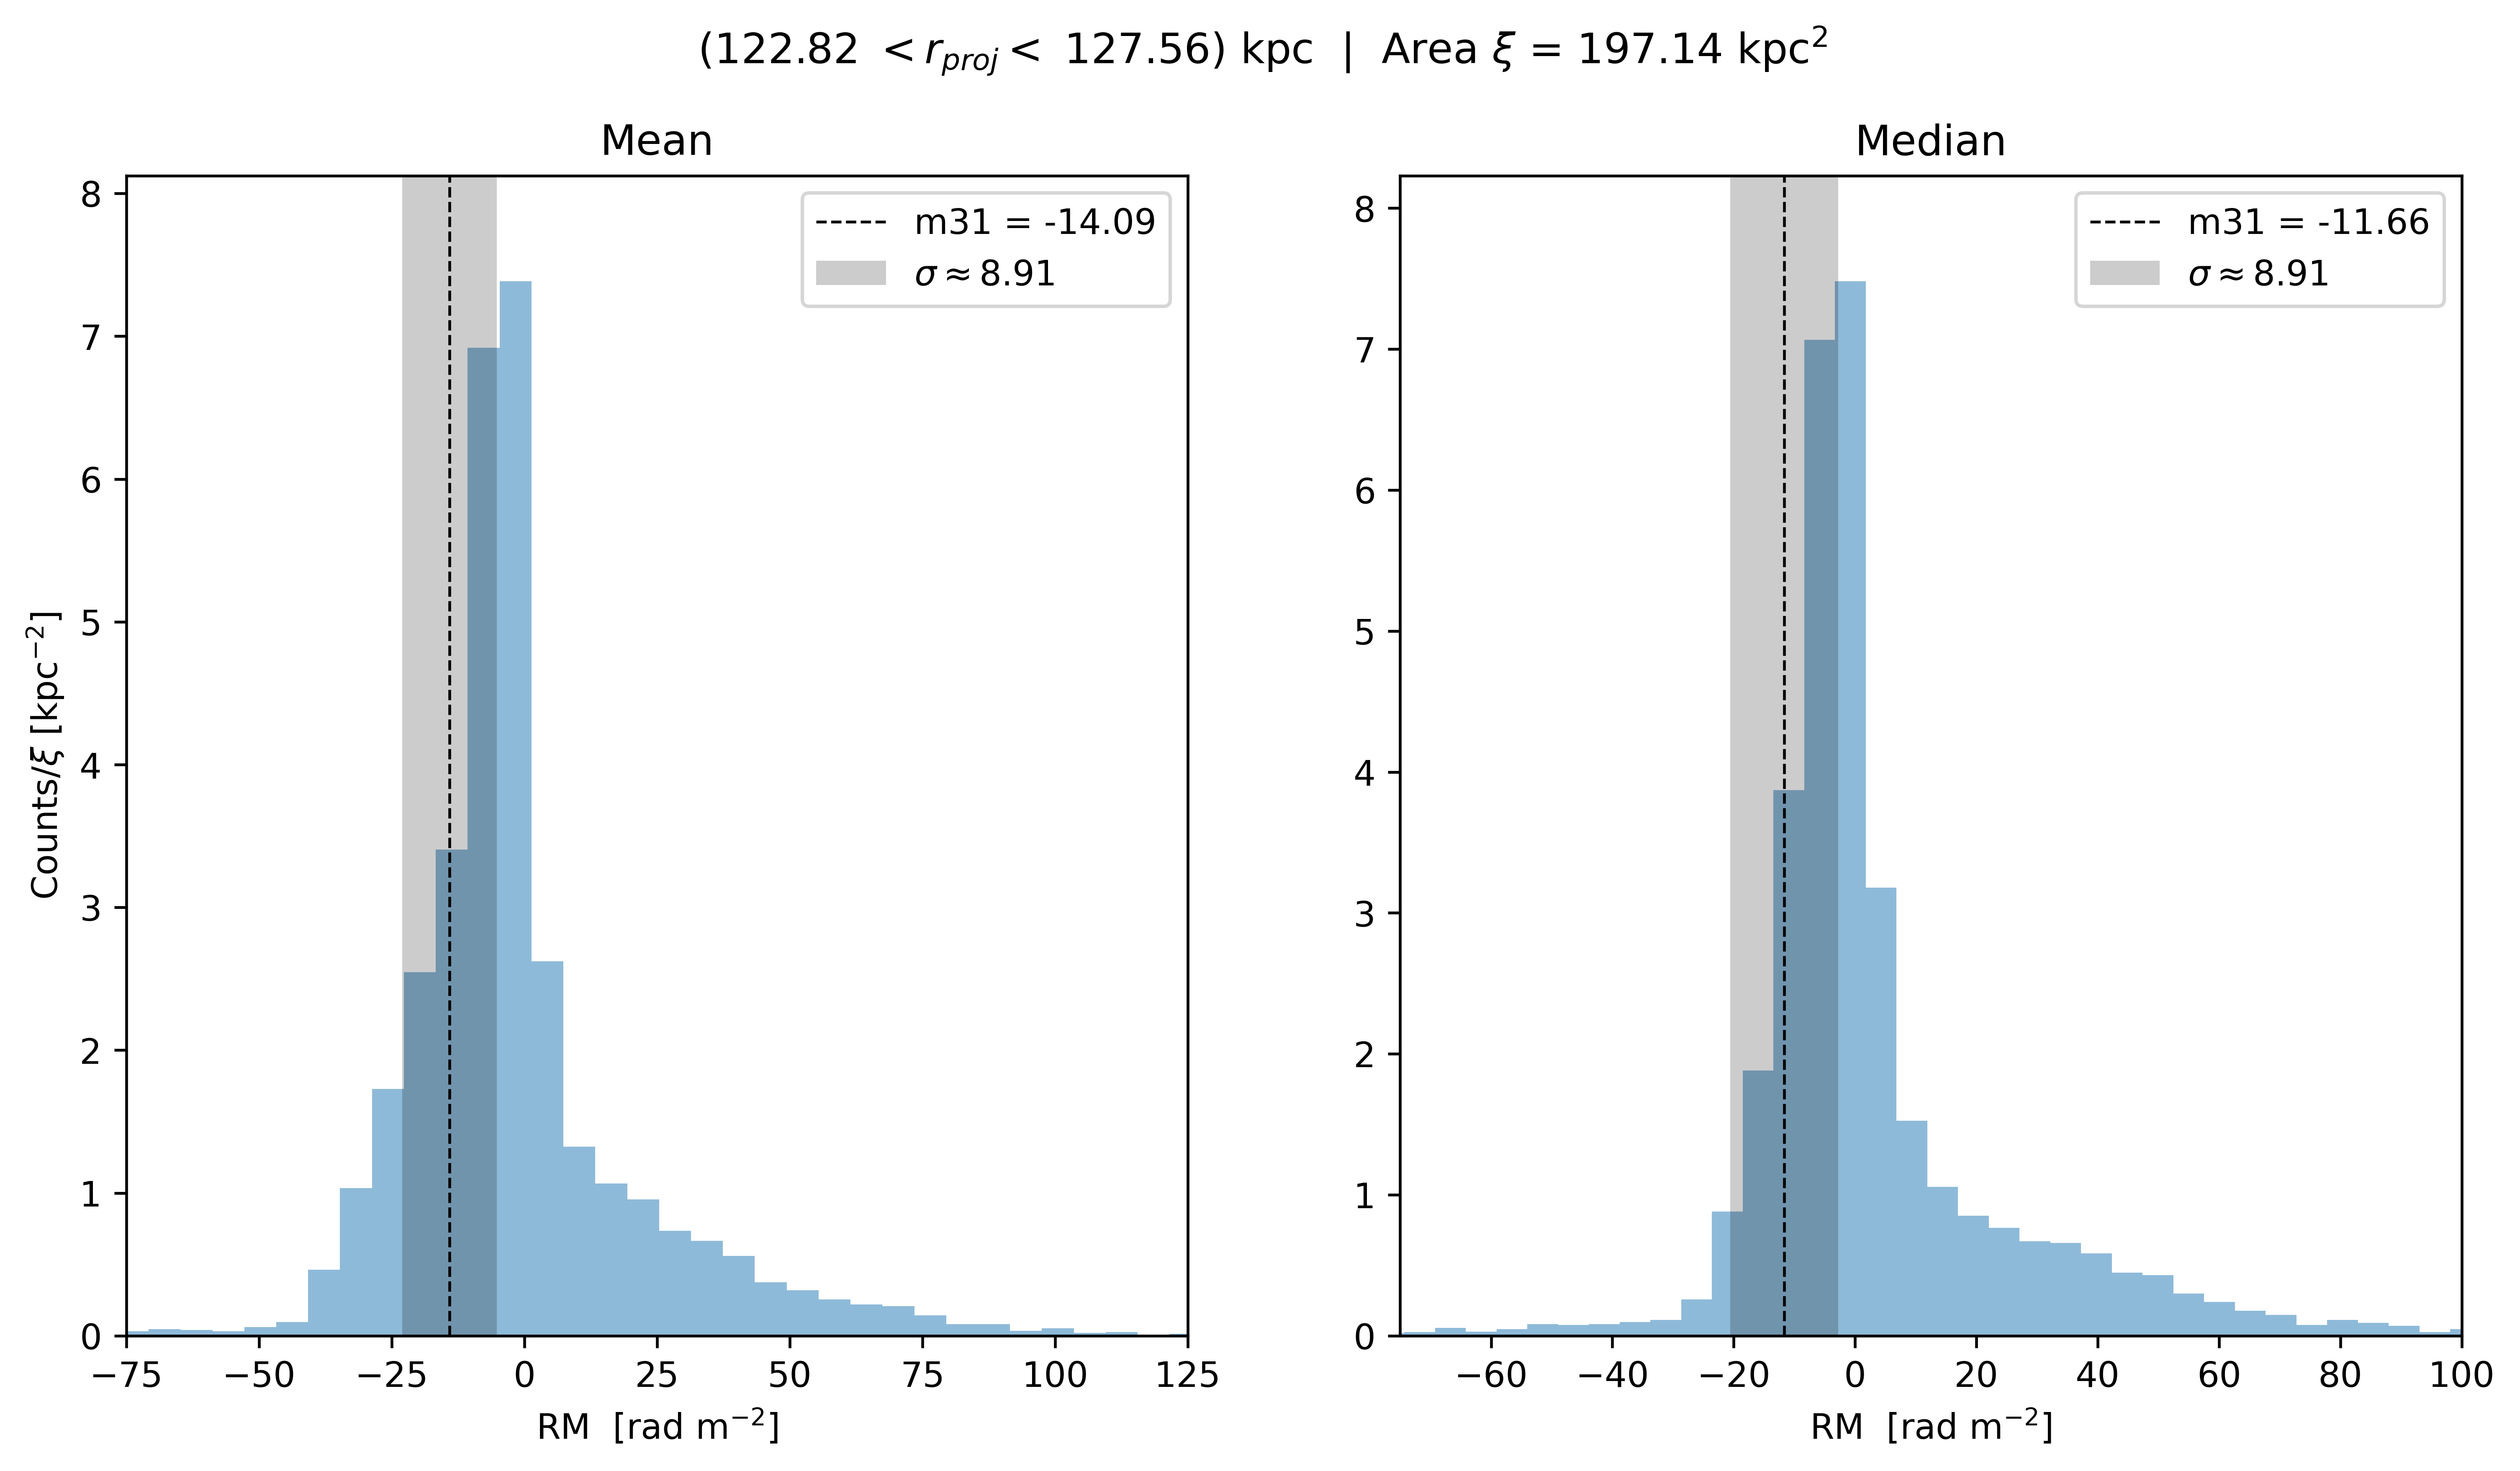 (122.82 < r_proj < 127.56) kpc | Area ξ = 197.14 kpc²
Mean
m31 = -14.09
σ ≈ 8.91
8
7
6
5
4
3
2
1
0
Counts/ξ [kpc⁻²]
−75 −50 −25 0 25 50 75 100 125
RM [rad m⁻²]
Median
m31 = -11.66
σ ≈ 8.91
8
7
6
5
4
3
2
1
0
−60 −40 −20 0 20 40 60 80 100
RM [rad m⁻²]